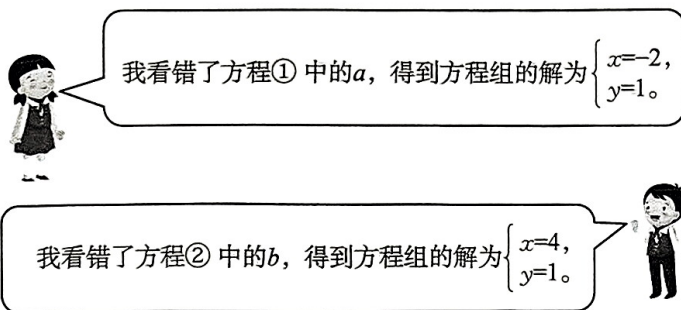 我看错了方程① 中的a，得到方程组的解为{x=-2，
y=1。
我看错了方程② 中的b，得到方程组的解为{x=4，
y=1。